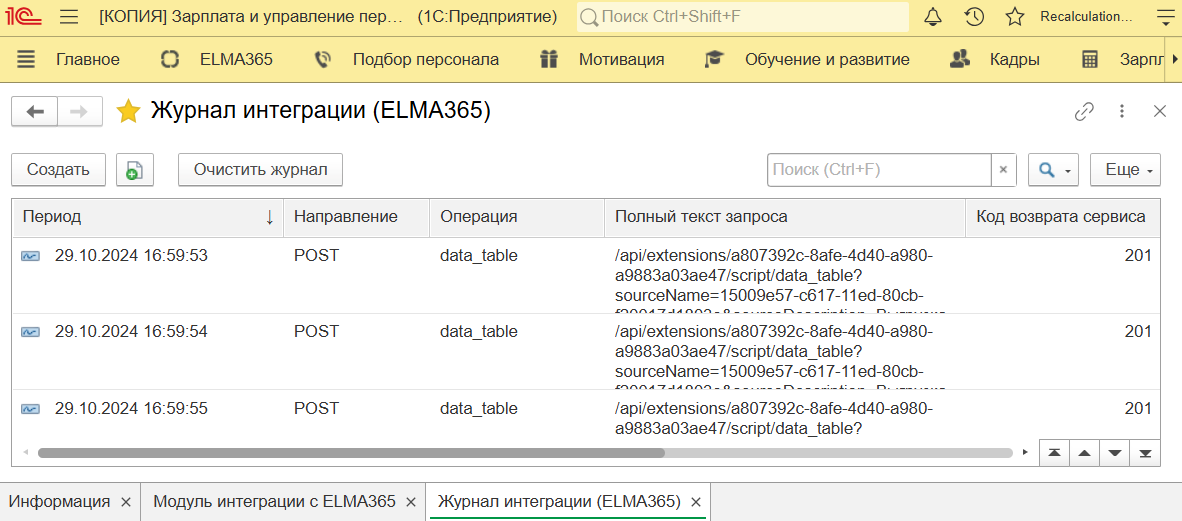 1С [КОПИЯ] Зарплата и управление пер... (1С:Предприятие) Поиск Ctrl+Shift+F Recalculation...
Главное ELMA365 Подбор персонала Мотивация Обучение и развитие Кадры Зарпл
Журнал интеграции (ELMA365)
Создать Очистить журнал Поиск (Ctrl+F) × Еще
Период ↓ Направление Операция Полный текст запроса Код возврата сервиса
29.10.2024 16:59:53 POST data_table /api/extensions/a807392c-8afe-4d40-a980- 201
a9883a03ae47/script/data_table?
sourceName=15009e57-c617-11ed-80cb-
29.10.2024 16:59:54 POST data_table /api/extensions/a807392c-8afe-4d40-a980- 201
a9883a03ae47/script/data_table?
sourceName=15009e57-c617-11ed-80cb-
29.10.2024 16:59:55 POST data_table /api/extensions/a807392c-8afe-4d40-a980- 201
a9883a03ae47/script/data_table?
Информация × Модуль интеграции с ELMA365 × Журнал интеграции (ELMA365) ×